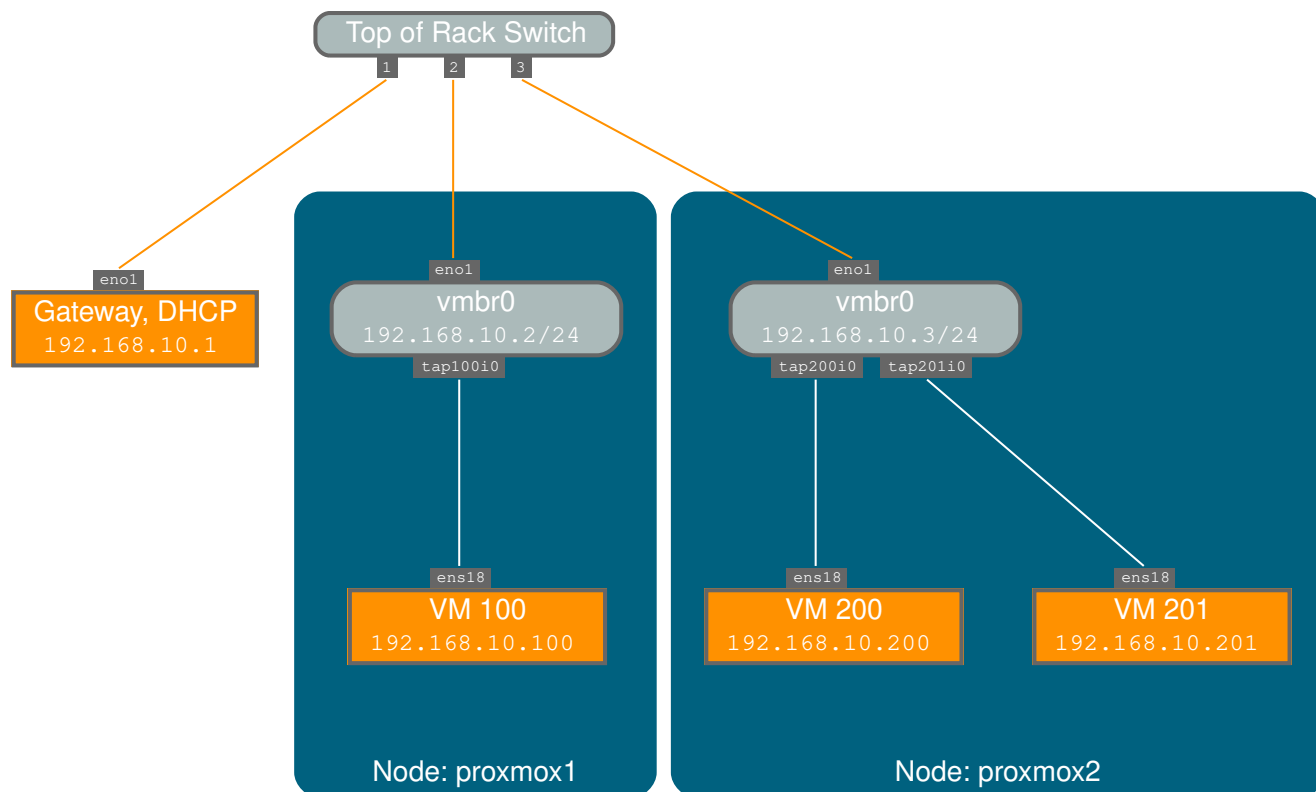 Top of Rack Switch
1 2 3
eno1 eno1 eno1
Gateway, DHCP
192.168.10.1
vmbr0
192.168.10.2/24
tap100i0
vmbr0
192.168.10.3/24
tap200i0 tap201i0
ens18
VM 100
192.168.10.100
ens18
VM 200
192.168.10.200
ens18
VM 201
192.168.10.201
Node: proxmox1
Node: proxmox2